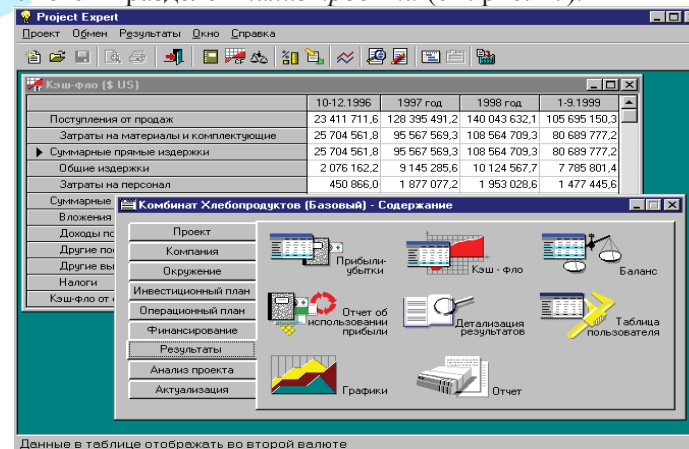 Project Expert
Проект Обмен Результаты Окно Справка
Кэш-фло ($ US)
10-12.1996 1997 год 1998 год 1-9.1999
Поступления от продаж 23 411 711,6 128 395 491,2 140 043 632,1 105 695 150,3
Затраты на материалы и комплектующие 25 704 561,8 95 567 569,3 108 564 709,3 80 689 777,2
Суммарные прямые издержки 25 704 561,8 95 567 569,3 108 564 709,3 80 689 777,2
Общие издержки 2 076 162,2 9 145 285,6 10 124 567,7 7 785 801,4
Затраты на персонал 450 866,0 1 877 077,2 1 953 028,6 1 477 445,6
Суммарные
Вложения
Доходы по
Другие по
Другие вы
Налоги
Кэш-фло от
Комбинат Хлебопродуктов (Базовый) - Содержание
Проект
Компания
Окружение
Инвестиционный план
Операционный план
Финансирование
Результаты
Анализ проекта
Актуализация
Прибыли-
убытки
Кэш - фло
Баланс
Отчет об
использовании
прибыли
Детализация
результатов
Таблица
пользователя
Графики
Отчет
Данные в таблице отображать во второй валюте